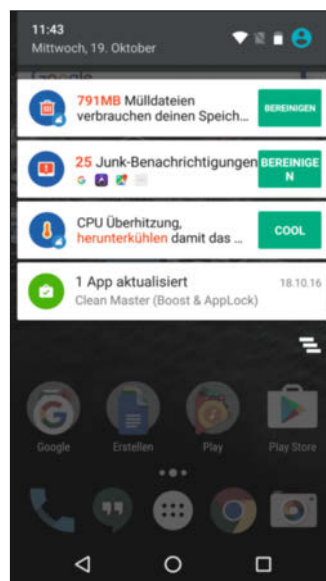 11:43
Mittwoch, 19. Oktober
Google
791MB Mülldateien
verbrauchen deinen Speich...
BEREINIGEN
25 Junk-Benachrichtigungen
BEREINIGE
N
CPU Überhitzung,
herunterkühlen damit das ...
COOL
1 App aktualisiert
18.10.16
Clean Master (Boost & AppLock)
Google
Erstellen
Play
Play Store